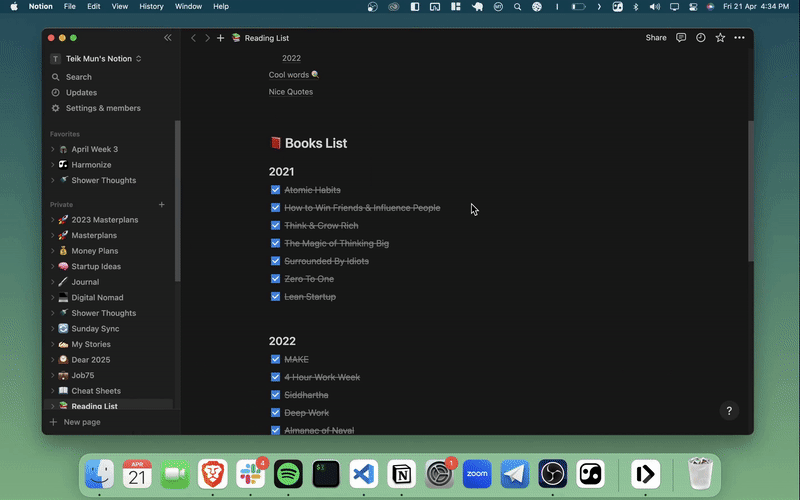 Notion File Edit View History Window Help
Fri 21 Apr 4:34 PM
Teik Mun's Notion
Search
Updates
Settings & members
Favorites
April Week 3
Harmonize
Shower Thoughts
Private
2023 Masterplans
Masterplans
Money Plans
Startup Ideas
Journal
Digital Nomad
Shower Thoughts
Sunday Sync
My Stories
Dear 2025
Job75
Cheat Sheets
Reading List
New page
Reading List
Share
2022
Cool words
Nice Quotes
Books List
2021
Atomic Habits
How to Win Friends & Influence People
Think & Grow Rich
The Magic of Thinking Big
Surrounded By Idiots
Zero To One
Lean Startup
2022
MAKE
4 Hour Work Week
Siddhartha
Deep Work
Almanac of Naval
?
APR
21
4
1
zoom